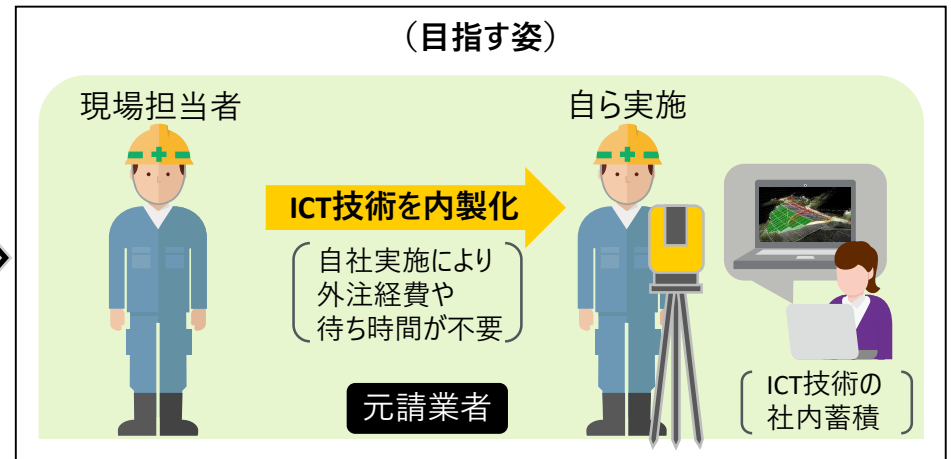 （目指す姿）
現場担当者
自ら実施
ICT技術を内製化
自社実施により
外注経費や
待ち時間が不要
元請業者
ICT技術の
社内蓄積